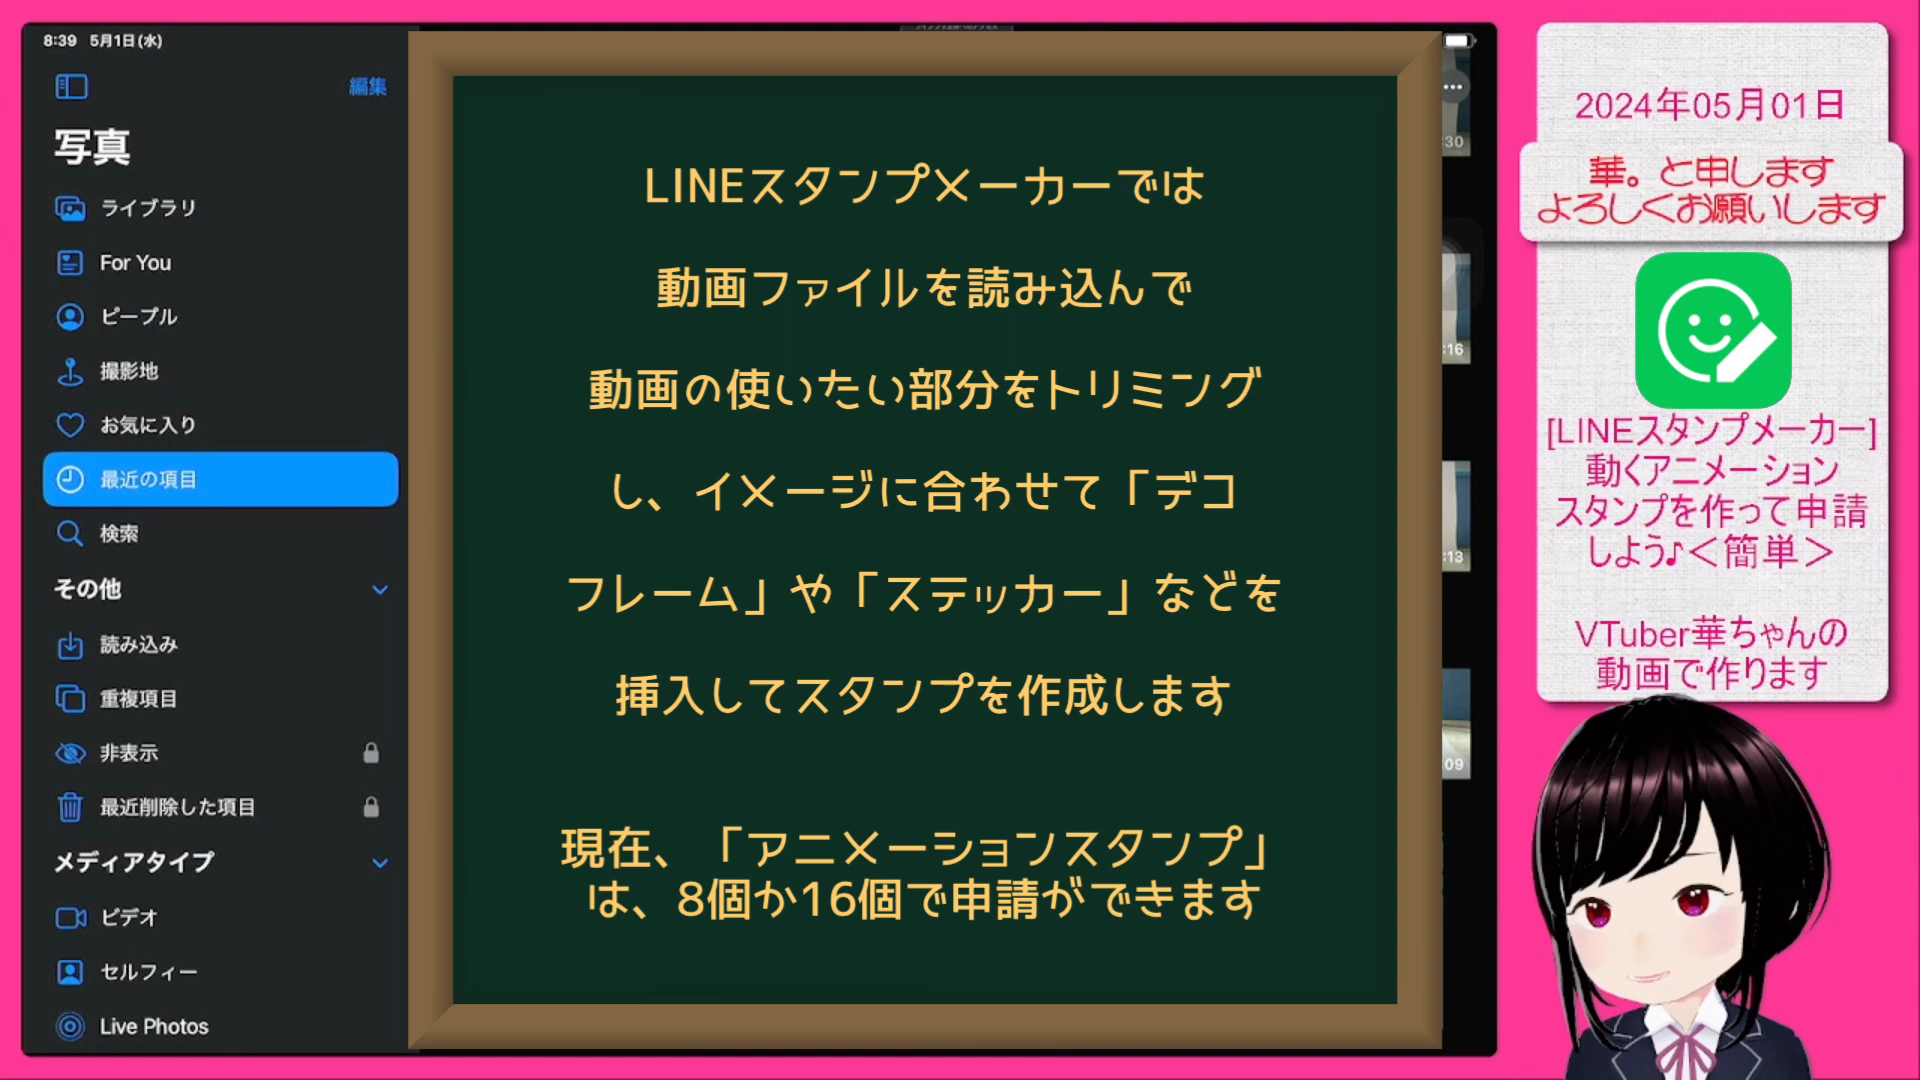 8:39 5月1日(水)
編集
写真
ライブラリ
For You
ピープル
撮影地
お気に入り
最近の項目
検索
その他
読み込み
重複項目
非表示
最近削除した項目
メディアタイプ
ビデオ
セルフィー
Live Photos
LINEスタンプメーカーでは
動画ファイルを読み込んで
動画の使いたい部分をトリミング
し、イメージに合わせて「デコ
フレーム」や「ステッカー」などを
挿入してスタンプを作成します
現在、「アニメーションスタンプ」
は、8個か16個で申請ができます
:30
:16
:13
:09
2024年05月01日
華。と申します
よろしくお願いします
[LINEスタンプメーカー]
動くアニメーション
スタンプを作って申請
しよう♪＜簡単＞
VTuber華ちゃんの
動画で作ります